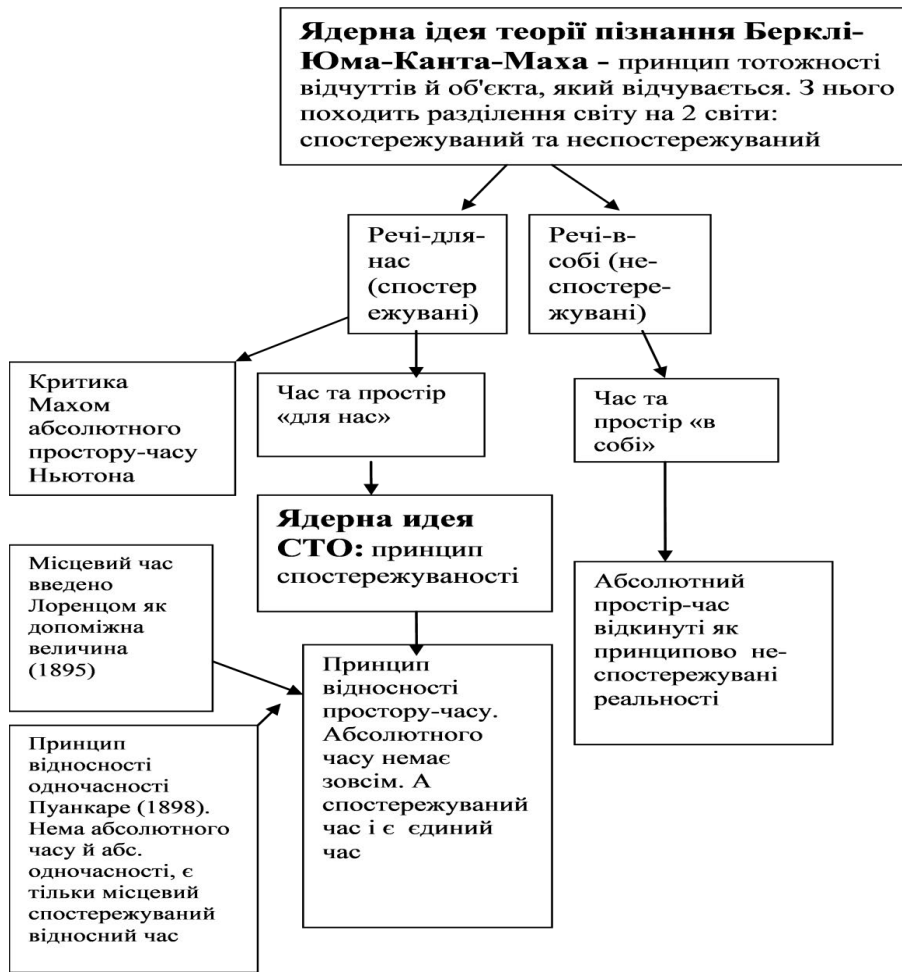 Ядерна ідея теорії пізнання Берклі-
Юма-Канта-Маха - принцип тотожності
відчуттів й об'єкта, який відчувається. З нього
походить разділення світу на 2 світи:
спостережуваний та неспостережуваний
Речі-для-
нас
(спостер
ежувані)
Речі-в-
собі (не-
спостере-
жувані)
Критика
Махом
абсолютного
простору-часу
Ньютона
Час та простір
«для нас»
Час та
простір «в
собі»
Ядерна идея
СТО: принцип
спостережуваності
Місцевий час
введено
Лоренцом як
допоміжна
величина
(1895)
Абсолютний
простір-час
відкинуті як
принципово не-
спостережувані
реальності
Принцип
відносності
простору-часу.
Абсолютного
часу немає
зовсім. А
спостережуваний
час і є єдиний
час
Принцип
відносності
одночасності
Пуанкаре (1898).
Нема абсолютного
часу й абс.
одночасності, є
тільки місцевий
спостережуваний
відносний час